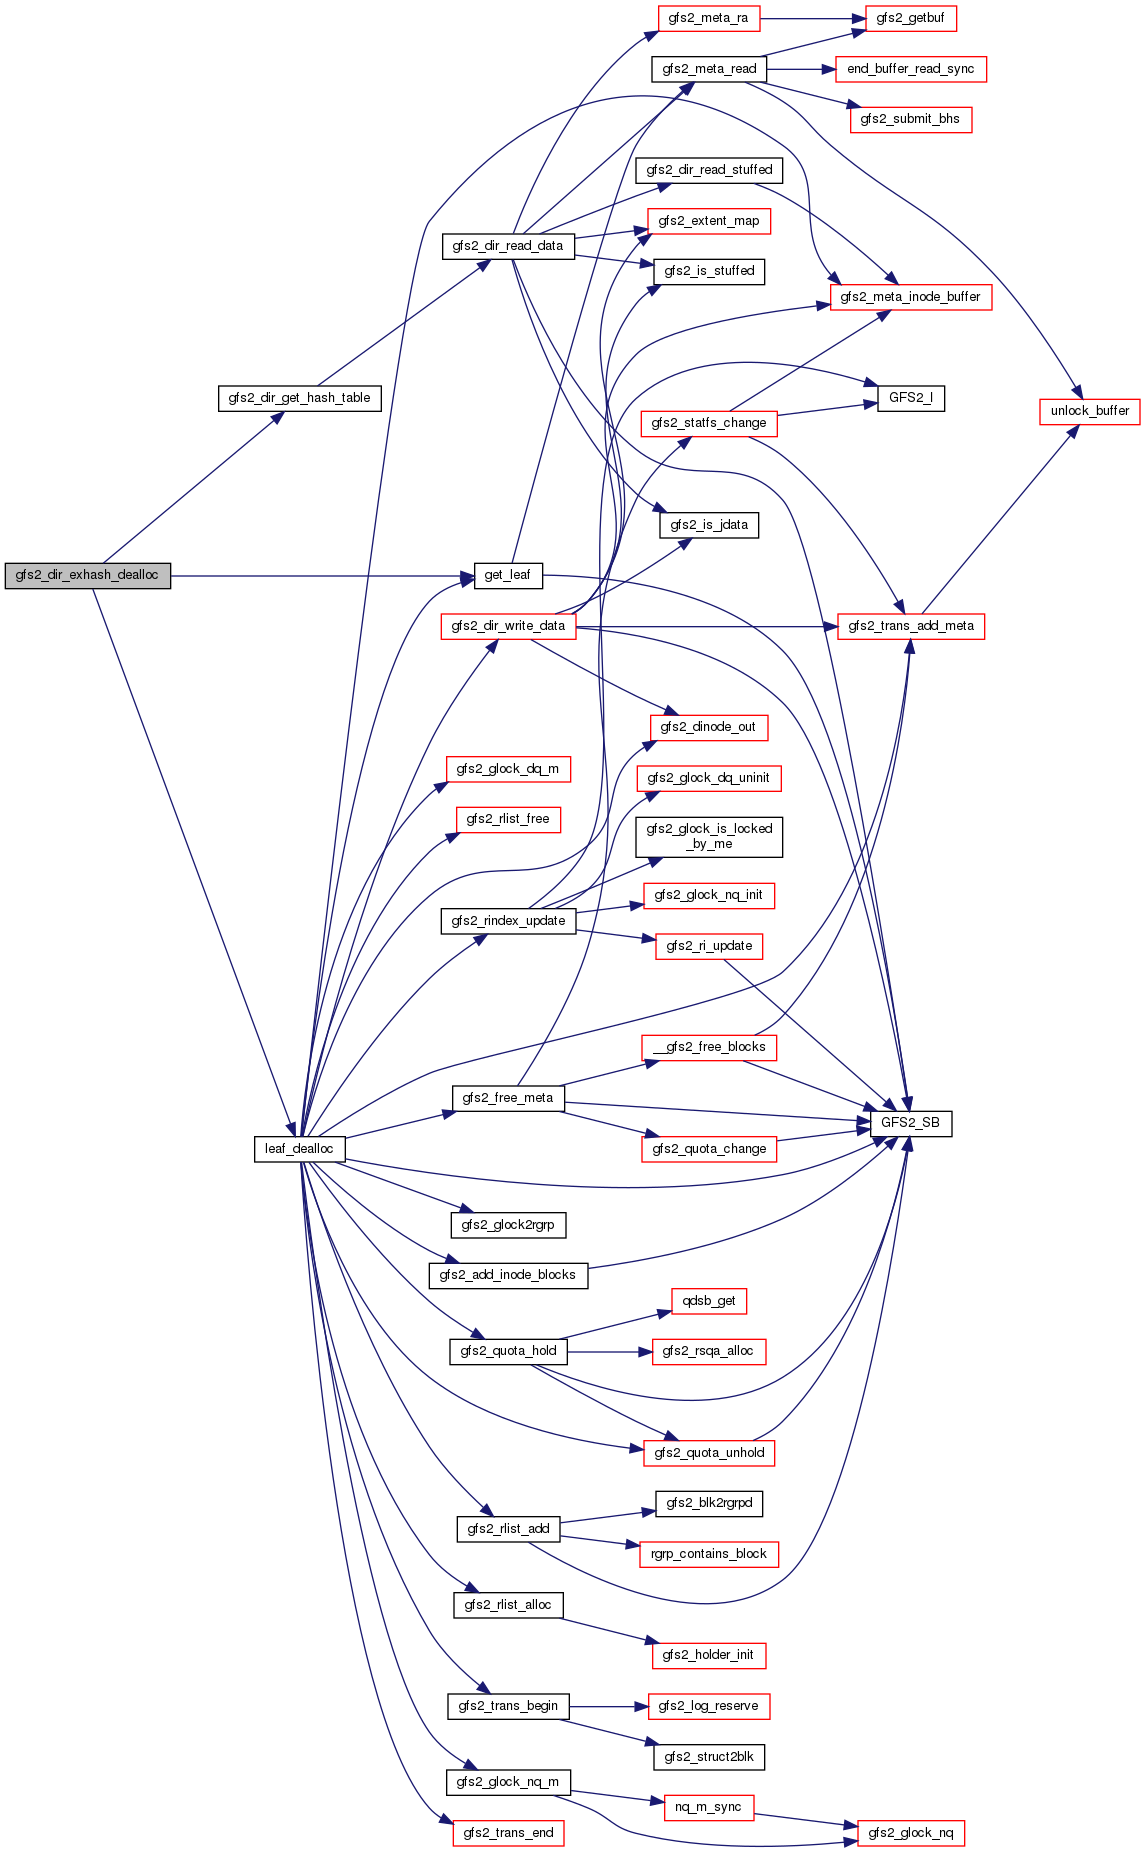 gfs2_meta_ra
gfs2_getbuf
gfs2_meta_read
end_buffer_read_sync
gfs2_submit_bhs
gfs2_dir_read_stuffed
gfs2_extent_map
gfs2_dir_read_data
gfs2_is_stuffed
gfs2_meta_inode_buffer
gfs2_dir_get_hash_table
GFS2_I
unlock_buffer
gfs2_statfs_change
gfs2_is_jdata
gfs2_dir_exhash_dealloc
get_leaf
gfs2_dir_write_data
gfs2_trans_add_meta
gfs2_dinode_out
gfs2_glock_dq_m
gfs2_glock_dq_uninit
gfs2_rlist_free
gfs2_glock_is_locked
_by_me
gfs2_glock_nq_init
gfs2_rindex_update
gfs2_ri_update
__gfs2_free_blocks
gfs2_free_meta
GFS2_SB
leaf_dealloc
gfs2_quota_change
gfs2_glock2rgrp
gfs2_add_inode_blocks
qdsb_get
gfs2_quota_hold
gfs2_rsqa_alloc
gfs2_quota_unhold
gfs2_blk2rgrpd
gfs2_rlist_add
rgrp_contains_block
gfs2_rlist_alloc
gfs2_holder_init
gfs2_trans_begin
gfs2_log_reserve
gfs2_struct2blk
gfs2_glock_nq_m
nq_m_sync
gfs2_trans_end
gfs2_glock_nq